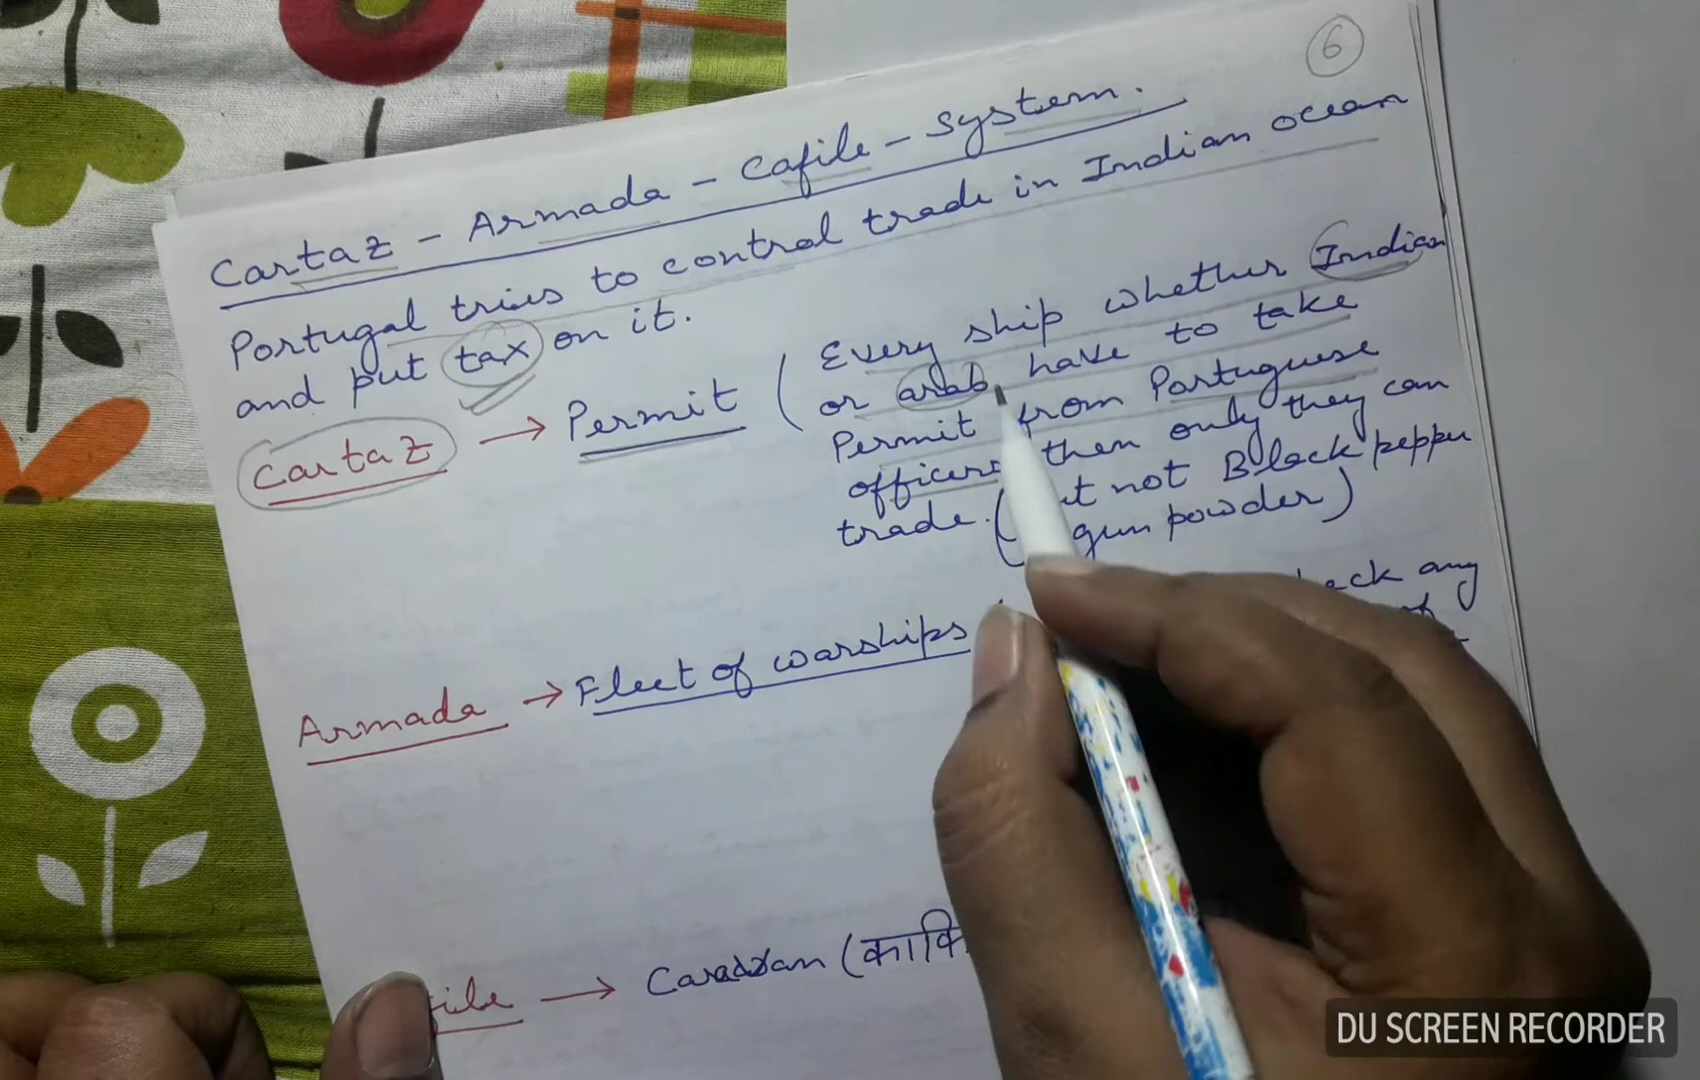 6
Cartaz - Armada - Cafile - System.
Portugal tries to control trade in Indian ocean
and put tax on it.
Cartaz → Permit ( Every ship whether Indian
or arab have to take
Permit from Portuguese
officers then only they can
trade. ( not Black pepper
gun powder)
Armada → Fleet of warships
any
of
→ Caravan (
DU SCREEN RECORDER